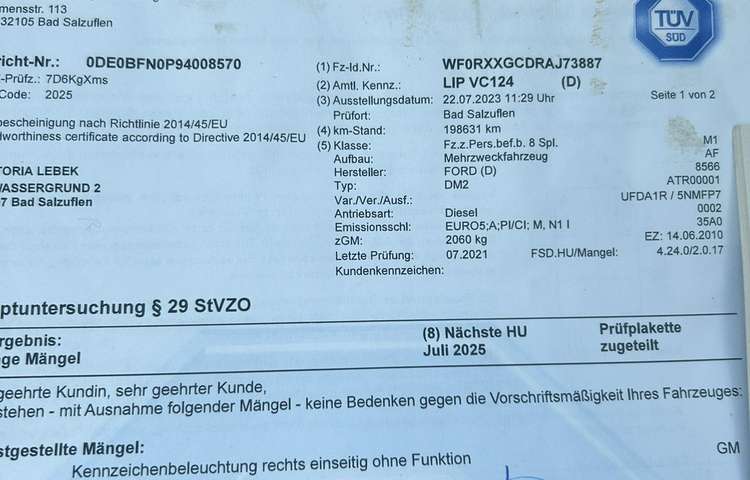 mensstr. 113
32105 Bad Salzuflen
TÜV
SÜD
richt-Nr.: 0DE0BFN0P94008570
-Prüfz.: 7D6KgXms
Code: 2025
(1) Fz-Id.Nr.: WF0RXXGCDRAJ73887
(2) Amtl. Kennz.: LIP VC124 (D)
(3) Ausstellungsdatum: 22.07.2023 11:29 Uhr
Seite 1 von 2
Prüfort: Bad Salzuflen
(4) km-Stand: 198631 km
(5) Klasse: Fz.z.Pers.bef.b. 8 Spl. M1
Aufbau: Mehrzweckfahrzeug AF
Hersteller: FORD (D) 8566
Typ: DM2 ATR00001
Var./Ver./Ausf.: UFDA1R / 5NMFP7
Antriebsart: Diesel 0002
Emissionsschl.: EURO5;A;PI/CI; M, N1 I 35A0
zGM: 2060 kg EZ: 14.06.2010
Letzte Prüfung: 07.2021 FSD.HU/Mängel: 4.24.0/2.0.17
Kundenkennzeichen:
bescheinigung nach Richtlinie 2014/45/EU
dworthiness certificate according to Directive 2014/45/EU
TORIA LEBEK
WASSERGRUND 2
07 Bad Salzuflen
ptuntersuchung § 29 StVZO
rgebnis:
nge Mängel
(8) Nächste HU
Juli 2025
Prüfplakette
zugeteilt
geehrte Kundin, sehr geehrter Kunde,
stehen - mit Ausnahme folgender Mängel - keine Bedenken gegen die Vorschriftsmäßigkeit Ihres Fahrzeuges:
stgestellte Mängel:
Kennzeichenbeleuchtung rechts einseitig ohne Funktion GM